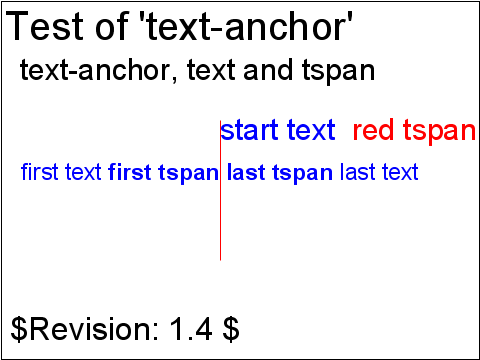 Test of 'text-anchor'
text-anchor, text and tspan
start text  red tspan
first text first tspan last tspan last text
$Revision: 1.4 $